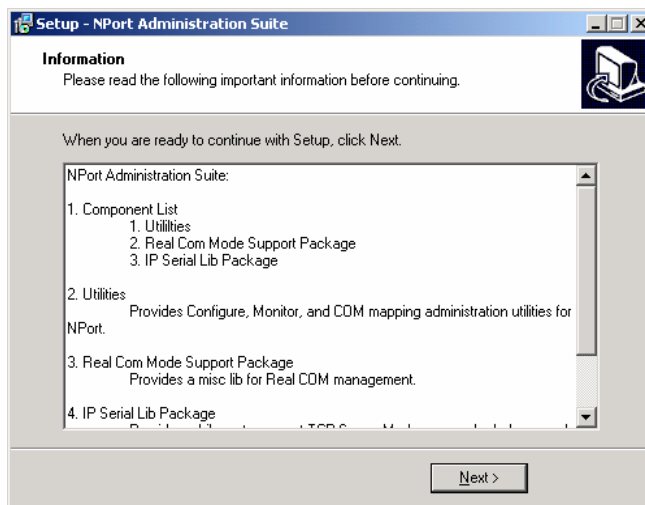 Setup - NPort Administration Suite
Information
Please read the following important information before continuing.
When you are ready to continue with Setup, click Next.
NPort Administration Suite:
1. Component List
1. Utililties
2. Real Com Mode Support Package
3. IP Serial Lib Package
2. Utilities
Provides Configure, Monitor, and COM mapping administration utilities for
NPort.
3. Real Com Mode Support Package
Provides a misc lib for Real COM management.
4. IP Serial Lib Package
Next >